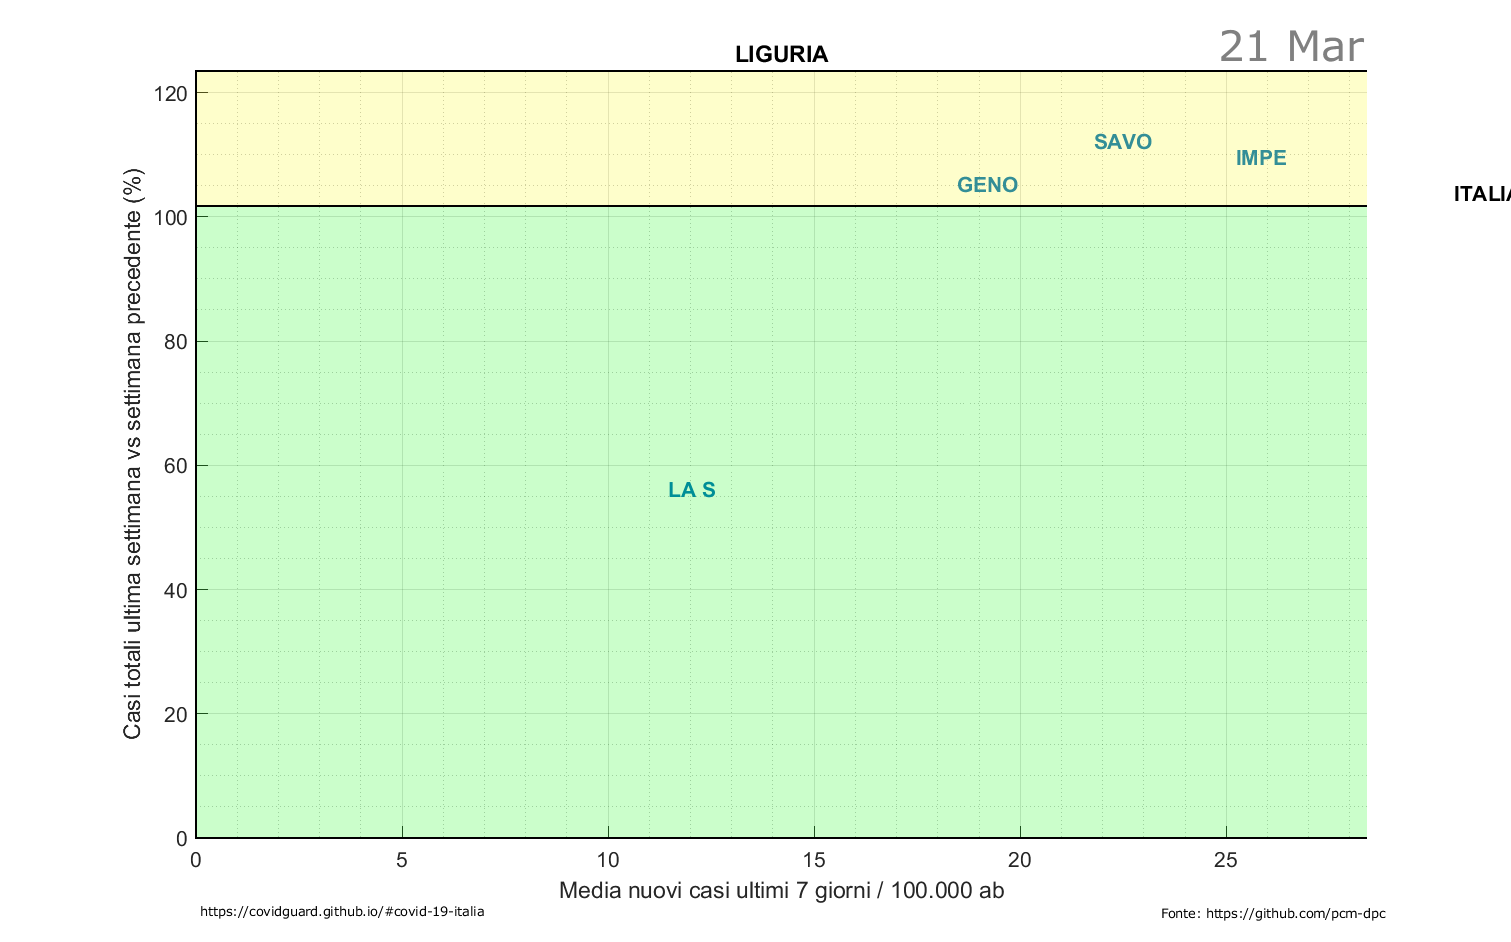 LIGURIA
21 Mar
120
100
80
60
40
20
0
Casi totali ultima settimana vs settimana precedente (%)
SAVO
IMPE
GENO
ITALIA
LA S
0 5 10 15 20 25
Media nuovi casi ultimi 7 giorni / 100.000 ab
https://covidguard.github.io/#covid-19-italia
Fonte: https://github.com/pcm-dpc